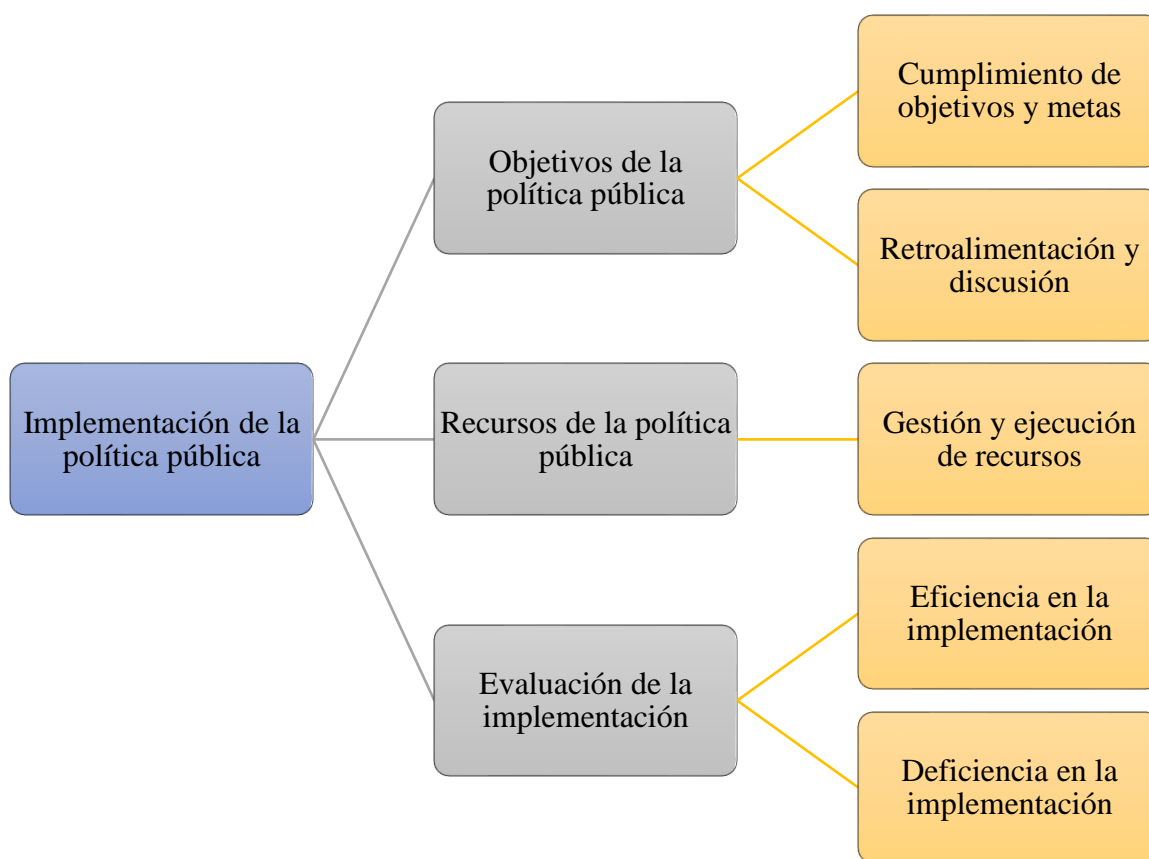 Implementación de la
política pública
Objetivos de la
política pública
Cumplimiento de
objetivos y metas
Retroalimentación y
discusión
Recursos de la política
pública
Gestión y ejecución
de recursos
Evaluación de la
implementación
Eficiencia en la
implementación
Deficiencia en la
implementación